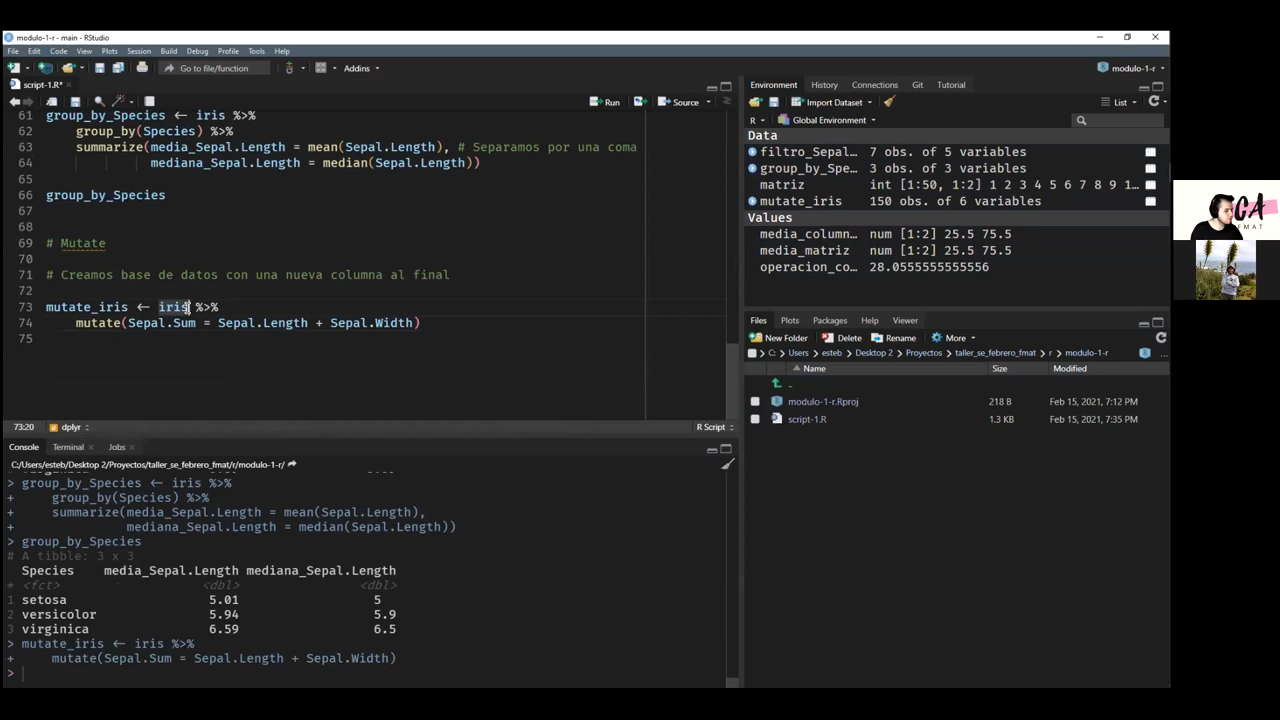 modulo-1-r - main - RStudio
File Edit Code View Plots Session Build Debug Profile Tools Help
Go to file/function Addins modulo-1-r
script-1.R*
Run Source
61 group_by_Species ← iris %>%
62 group_by(Species) %>%
63 summarize(media_Sepal.Length = mean(Sepal.Length), # Separamos por una coma
64 mediana_Sepal.Length = median(Sepal.Length))
65
66 group_by_Species
67
68
69 # Mutate
70
71 # Creamos base de datos con una nueva columna al final
72
73 mutate_iris ← iris %>%
74 mutate(Sepal.Sum = Sepal.Length + Sepal.Width)
75
73:20 dplyr R Script
Console Terminal Jobs
C:/Users/esteb/Desktop 2/Proyectos/taller_se_febrero_fmat/r/modulo-1-r/
> group_by_Species ← iris %>%
+ group_by(Species) %>%
+ summarize(media_Sepal.Length = mean(Sepal.Length),
+ mediana_Sepal.Length = median(Sepal.Length))
> group_by_Species
# A tibble: 3 x 3
Species media_Sepal.Length mediana_Sepal.Length
* <fct> <dbl> <dbl>
1 setosa 5.01 5
2 versicolor 5.94 5.9
3 virginica 6.59 6.5
> mutate_iris ← iris %>%
+ mutate(Sepal.Sum = Sepal.Length + Sepal.Width)
>
Environment History Connections Git Tutorial
Import Dataset List
R Global Environment
Data
filtro_Sepal… 7 obs. of 5 variables
group_by_Spe… 3 obs. of 3 variables
matriz int [1:50, 1:2] 1 2 3 4 5 6 7 8 9 1…
mutate_iris 150 obs. of 6 variables
Values
media_column… num [1:2] 25.5 75.5
media_matriz num [1:2] 25.5 75.5
operacion_co… 28.0555555555556
Files Plots Packages Help Viewer
New Folder Delete Rename More
C: Users esteb Desktop 2 Proyectos taller_se_febrero_fmat r modulo-1-r ...
Name Size Modified
..
modulo-1-r.Rproj 218 B Feb 15, 2021, 7:12 PM
script-1.R 1.3 KB Feb 15, 2021, 7:35 PM
CA
FMAT